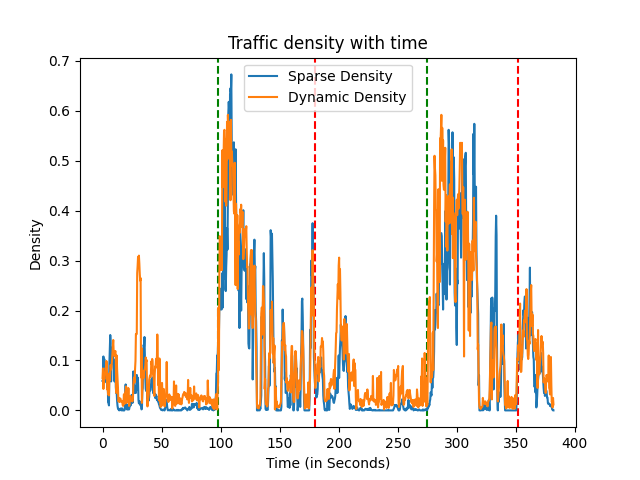 Traffic density with time
Sparse Density
Dynamic Density
0.7
0.6
0.5
0.4
0.3
0.2
0.1
0.0
Density
0 50 100 150 200 250 300 350 400
Time (in Seconds)